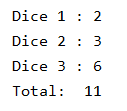 Dice 1 : 2
Dice 2 : 3
Dice 3 : 6
Total:  11